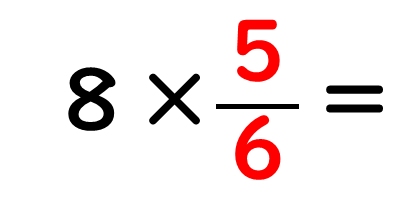 8 × 5/6 =